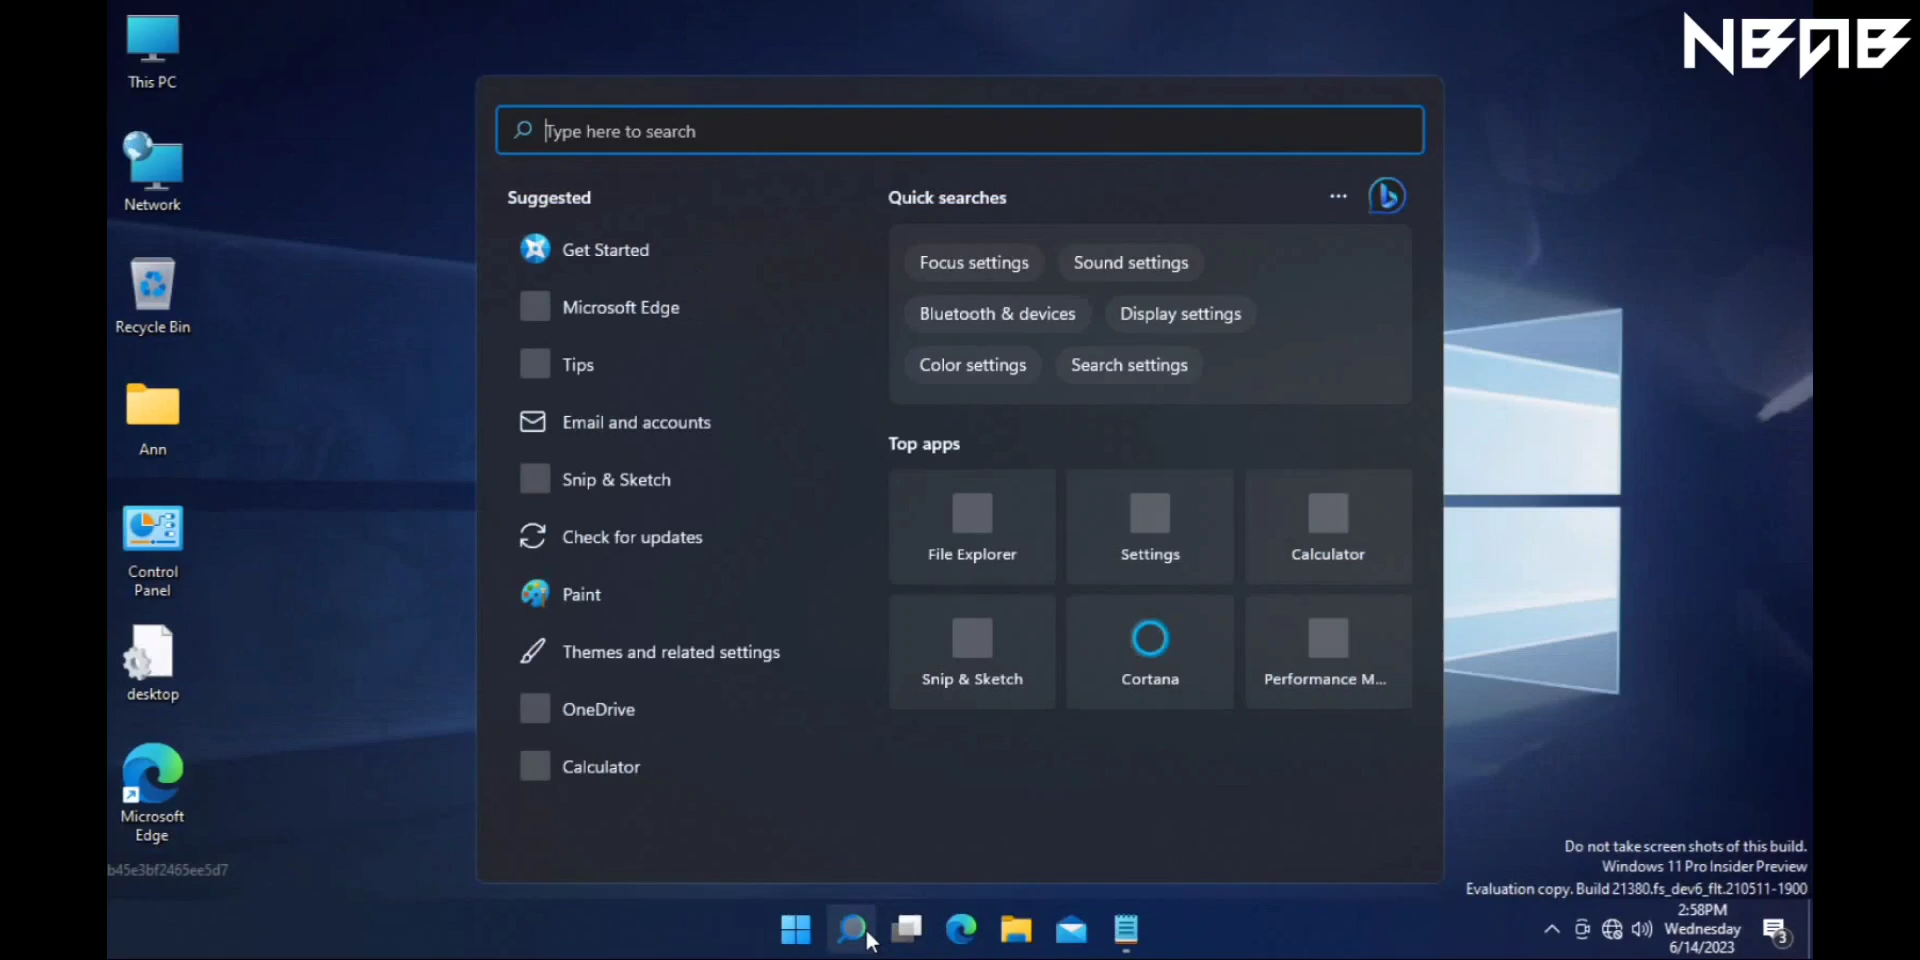 NBAB
This PC
Network
Recycle Bin
Ann
Control
Panel
desktop
Microsoft
Edge
b45e3bf2465ee5d7
Type here to search
Suggested
Get Started
Microsoft Edge
Tips
Email and accounts
Snip & Sketch
Check for updates
Paint
Themes and related settings
OneDrive
Calculator
Quick searches
Focus settings
Sound settings
Bluetooth & devices
Display settings
Color settings
Search settings
Top apps
File Explorer
Settings
Calculator
Snip & Sketch
Cortana
Performance M...
Do not take screen shots of this build.
Windows 11 Pro Insider Preview
Evaluation copy. Build 21380.fs_dev6_flt.210511-1900
2:58PM
Wednesday
6/14/2023
3